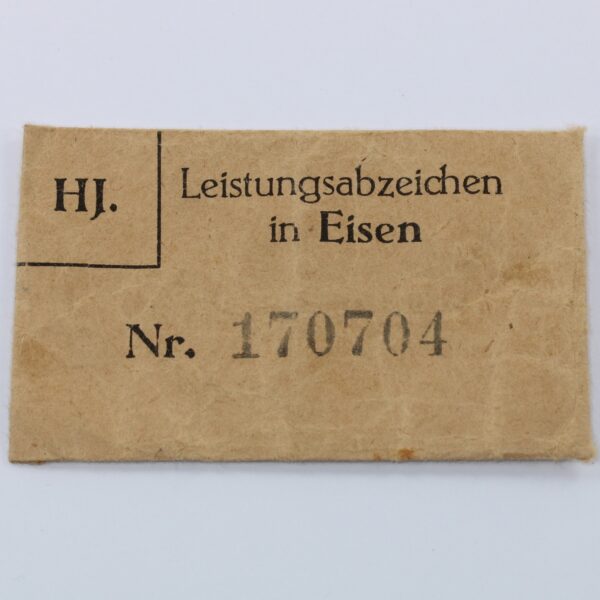 HJ.
Leistungsabzeichen
in Eisen
Nr. 170704